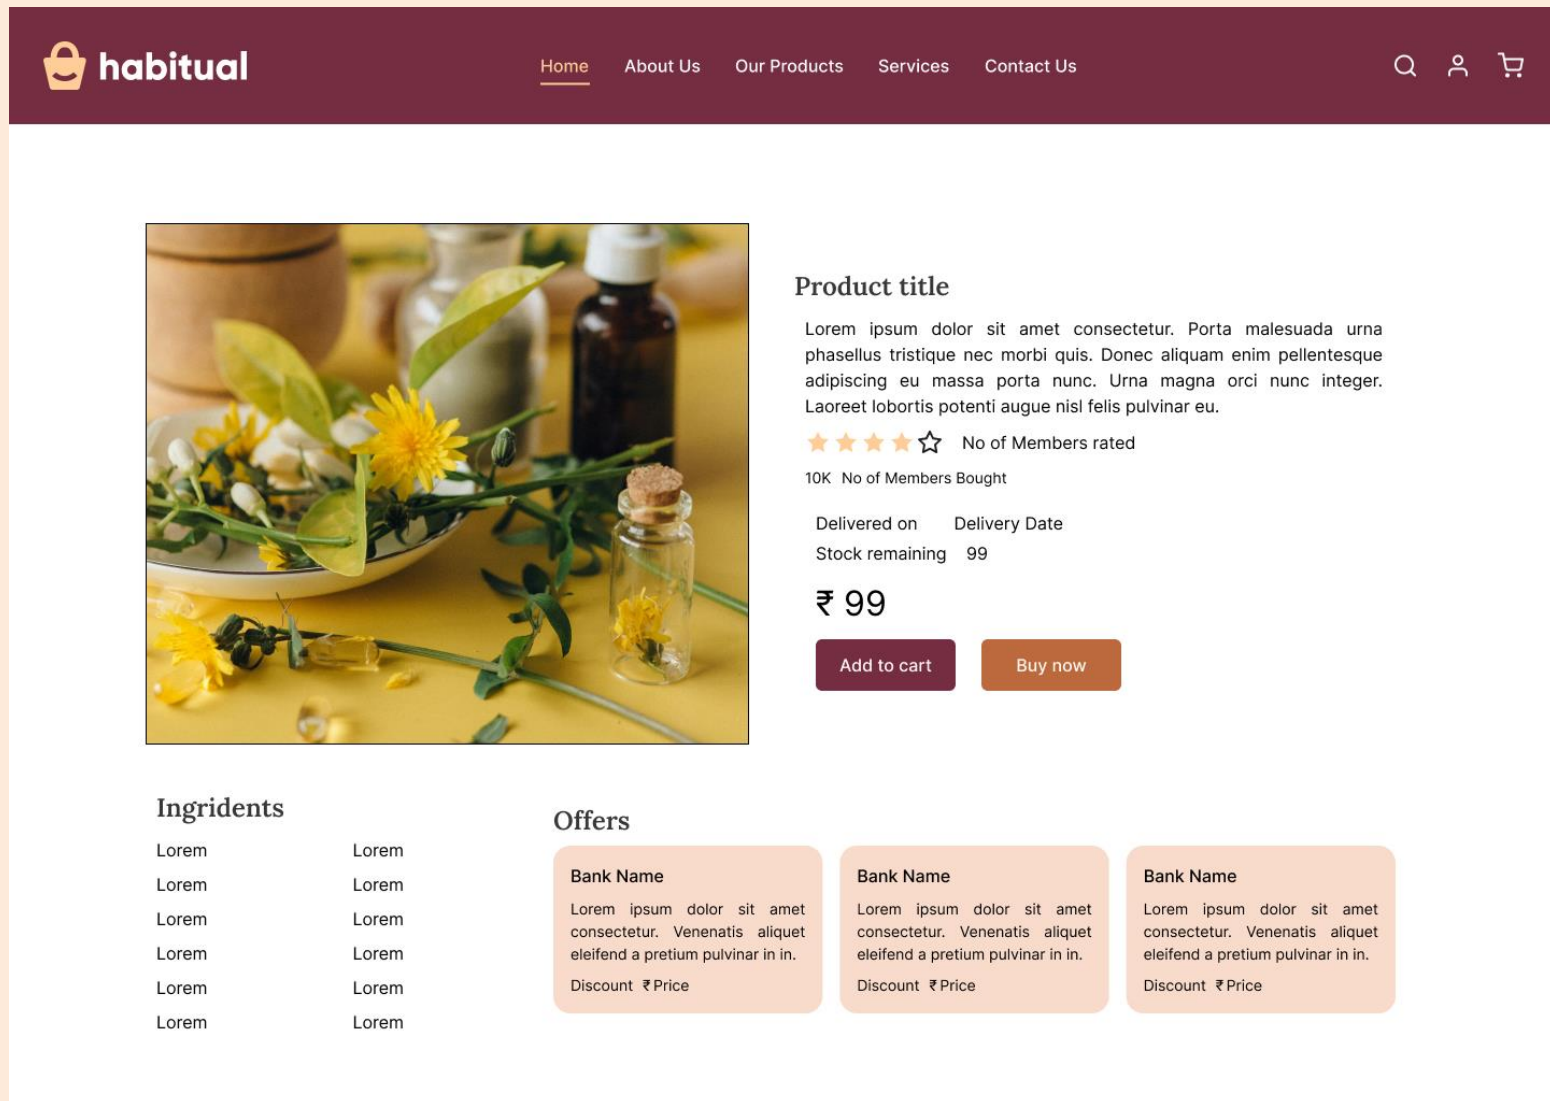 habitual
Home About Us Our Products Services Contact Us
Product title
Lorem ipsum dolor sit amet consectetur. Porta malesuada urna
phasellus tristique nec morbi quis. Donec aliquam enim pellentesque
adipiscing eu massa porta nunc. Urna magna orci nunc integer.
Laoreet lobortis potenti augue nisl felis pulvinar eu.
No of Members rated
10K No of Members Bought
Delivered on Delivery Date
Stock remaining 99
₹ 99
Add to cart Buy now
Ingridents
Lorem Lorem
Lorem Lorem
Lorem Lorem
Lorem Lorem
Lorem Lorem
Lorem Lorem
Offers
Bank Name
Lorem ipsum dolor sit amet
consectetur. Venenatis aliquet
eleifend a pretium pulvinar in in.
Discount ₹ Price
Bank Name
Lorem ipsum dolor sit amet
consectetur. Venenatis aliquet
eleifend a pretium pulvinar in in.
Discount ₹ Price
Bank Name
Lorem ipsum dolor sit amet
consectetur. Venenatis aliquet
eleifend a pretium pulvinar in in.
Discount ₹ Price